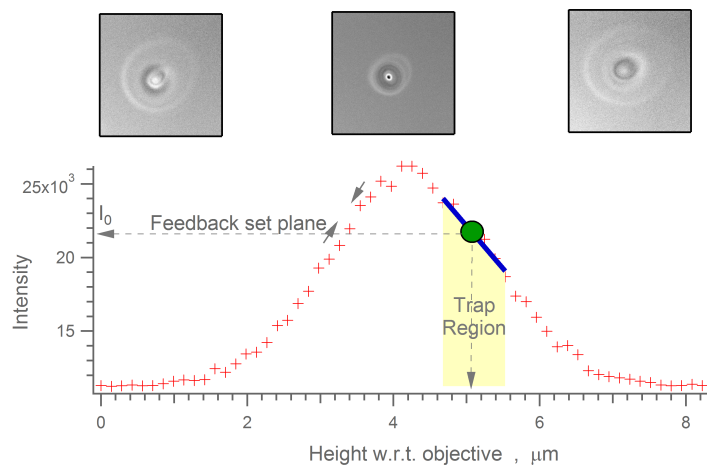 25x10³
I₀
Feedback set plane
20
Intensity
Trap
Region
15
0
2
4
6
8
Height w.r.t. objective , μm